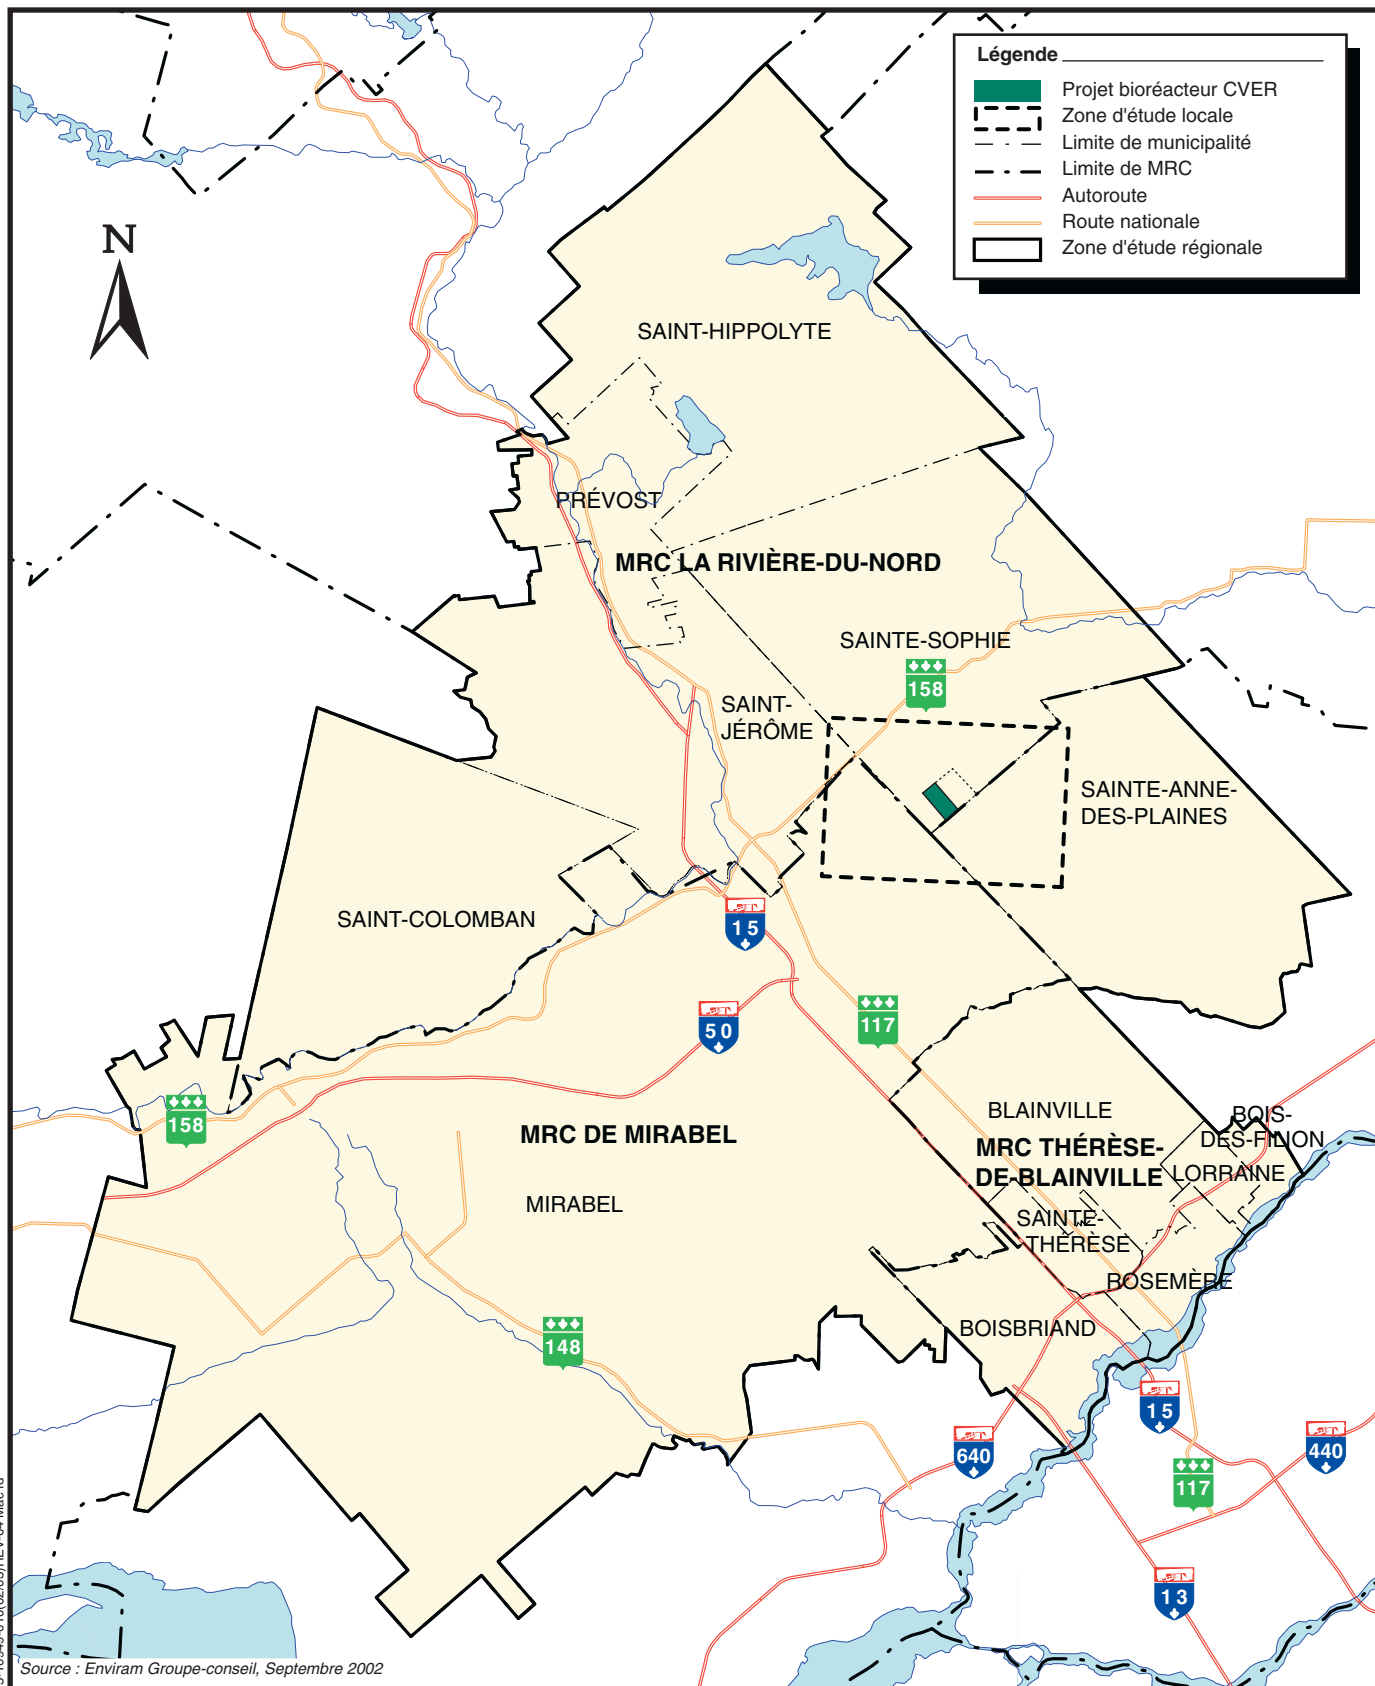 Légende
Projet bioréacteur CVER
Zone d'étude locale
Limite de municipalité
Limite de MRC
Autoroute
Route nationale
Zone d'étude régionale
N
SAINT-HIPPOLYTE
PRÉVOST
MRC LA RIVIÈRE-DU-NORD
SAINTE-SOPHIE
158
SAINT-
JÉRÔME
SAINTE-ANNE-
DES-PLAINES
SAINT-COLOMBAN
15
50
117
158
BLAINVILLE
BOIS-
DES-FILION
MRC DE MIRABEL
MRC THÉRÈSE-
DE-BLAINVILLE
LORRAINE
MIRABEL
SAINTE-
THÉRÈSE
ROSEMÈRE
BOISBRIAND
148
15
640
440
117
13
Source : Enviram Groupe-conseil, Septembre 2002